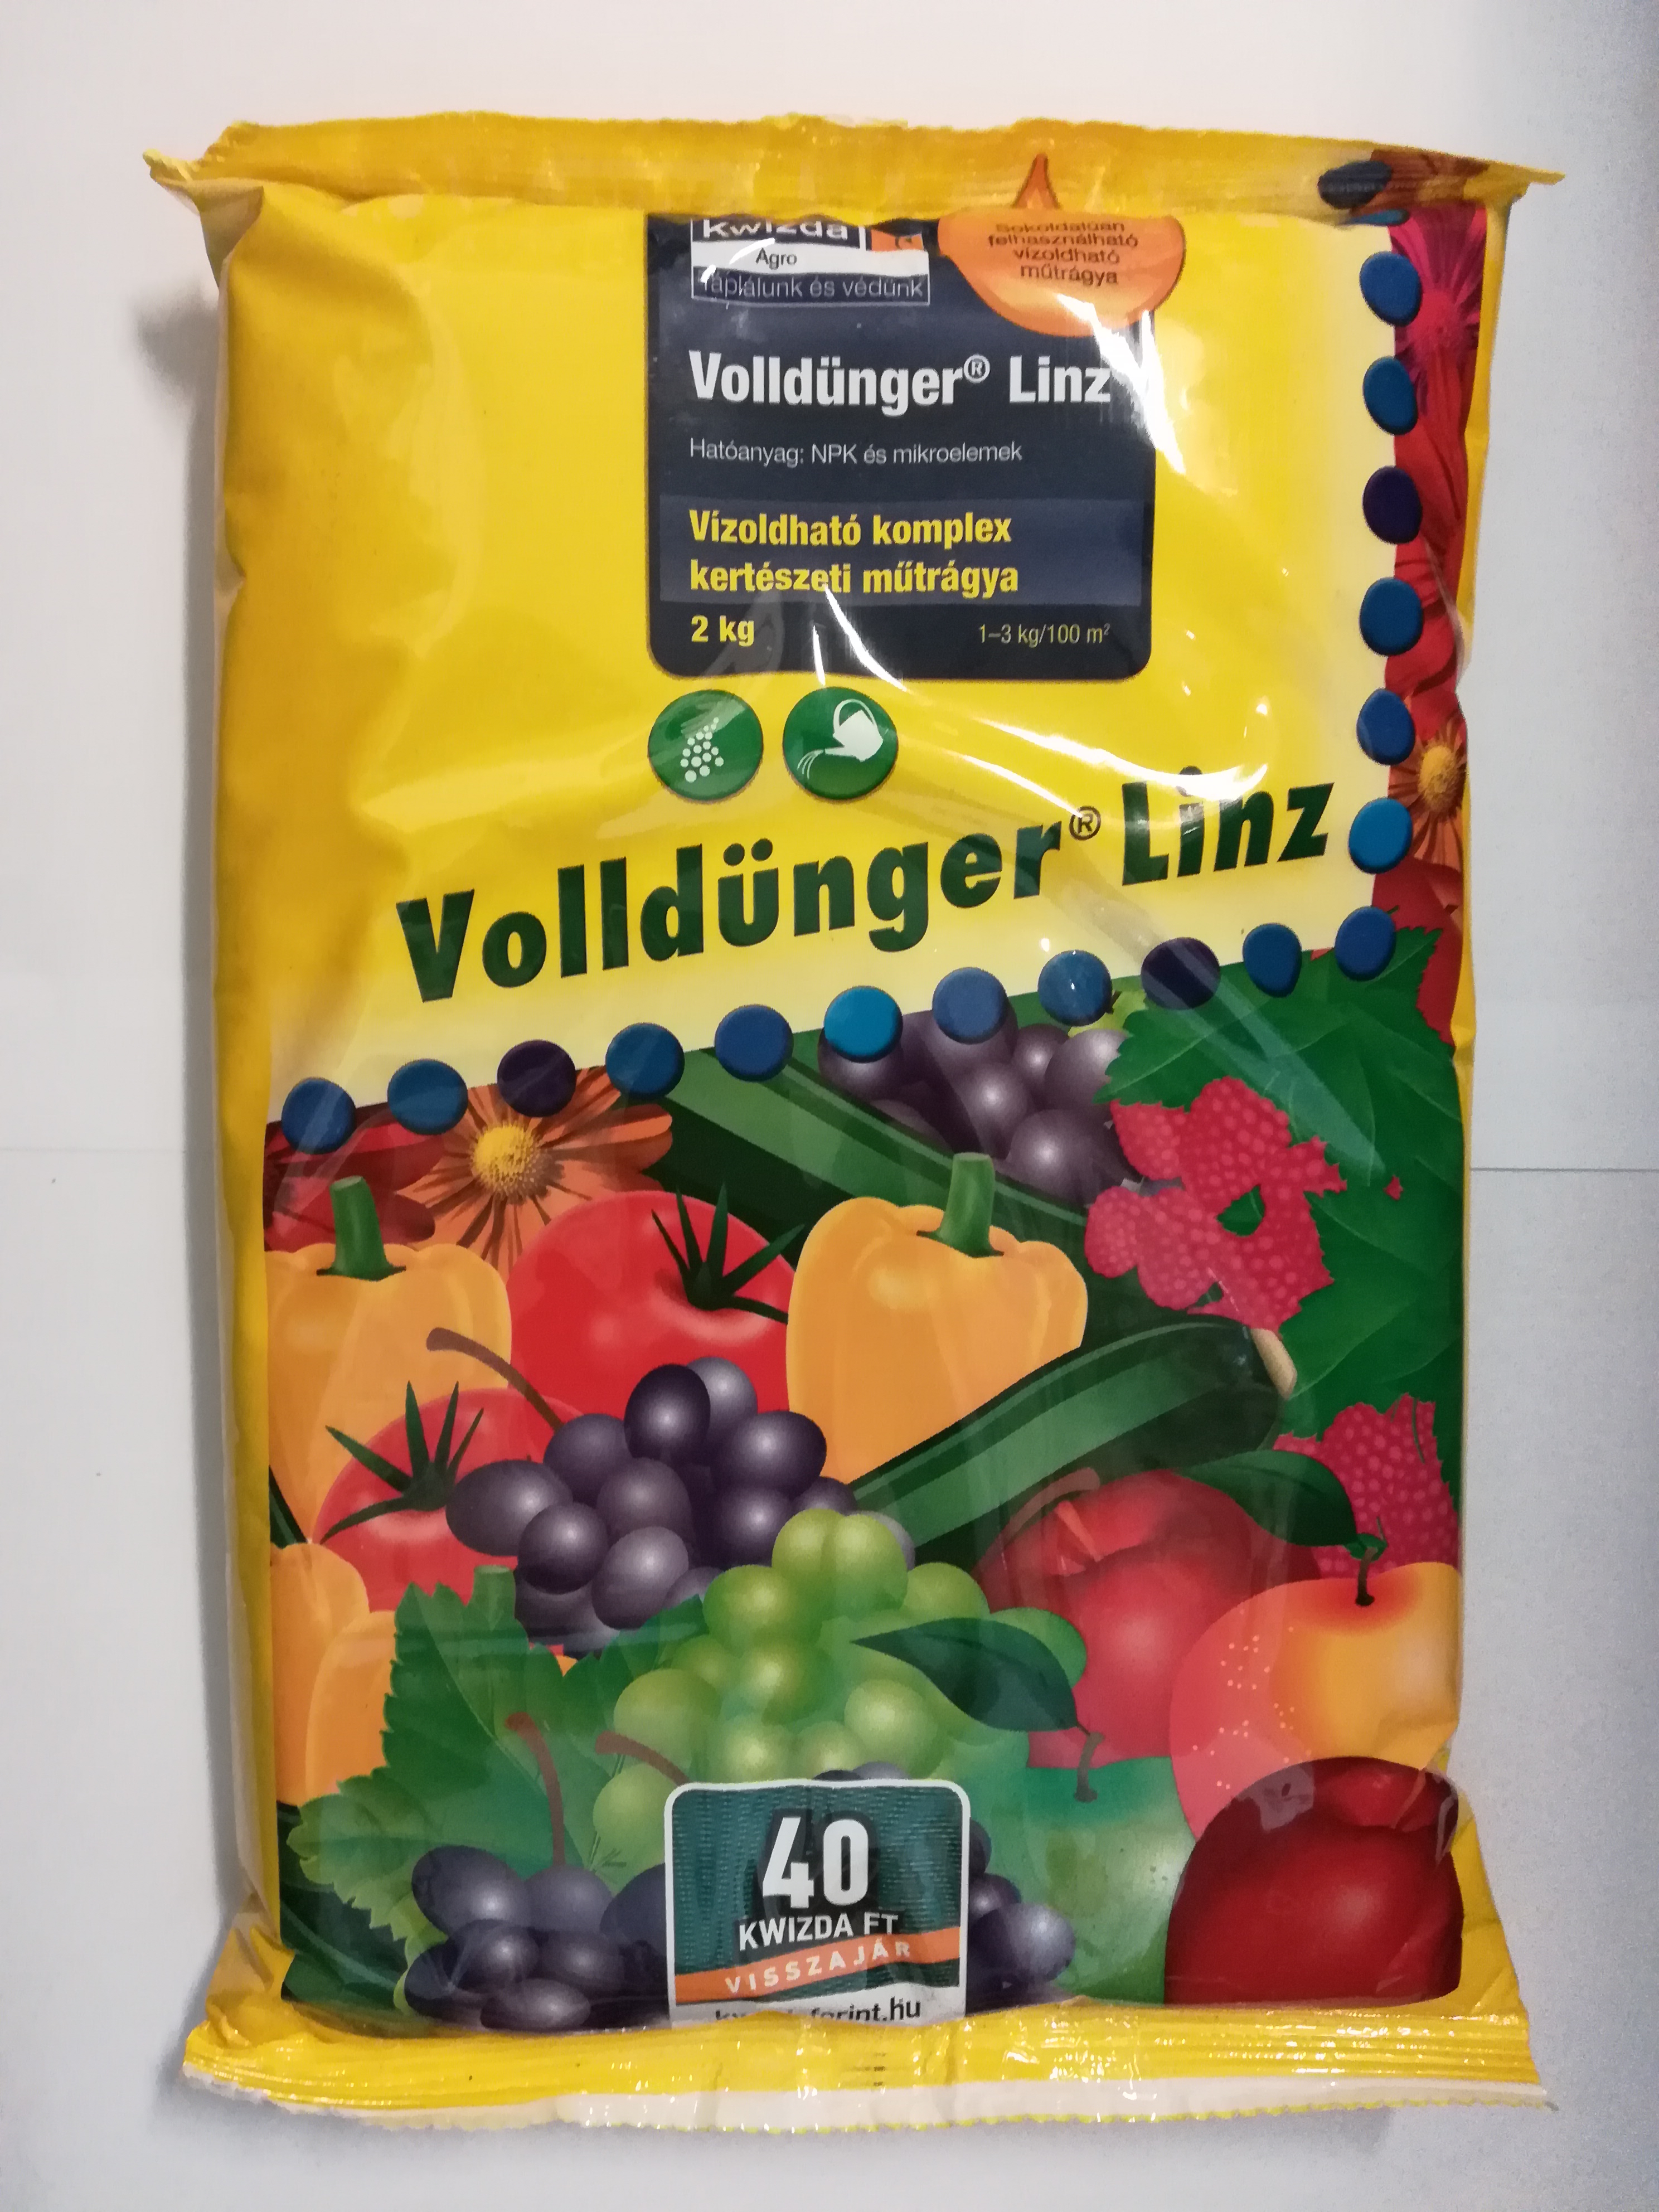 kwizda
Agro
Táplálunk és védünk
Sokoldalúan
felhasználható
vízoldható
műtrágya
Volldünger® Linz
Hatóanyag: NPK és mikroelemek
Vízoldható komplex
kertészeti műtrágya
2 kg 1–3 kg/100 m²
Volldünger® Linz
40
KWIZDA FT
VISSZAJÁR